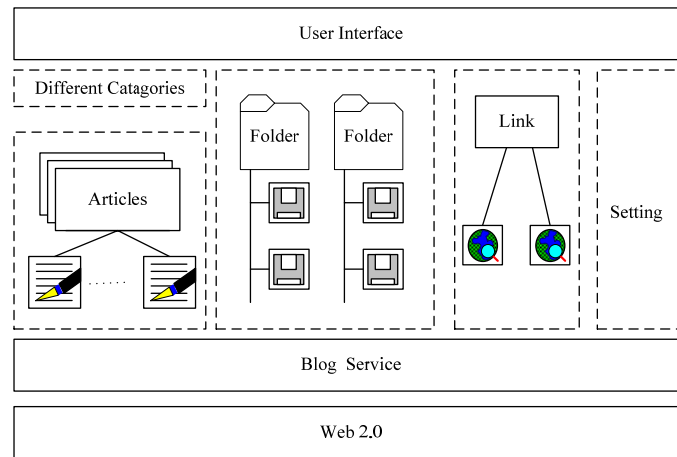 User Interface
Different Catagories
Folder
Folder
Link
Articles
Setting
Blog Service
Web 2.0